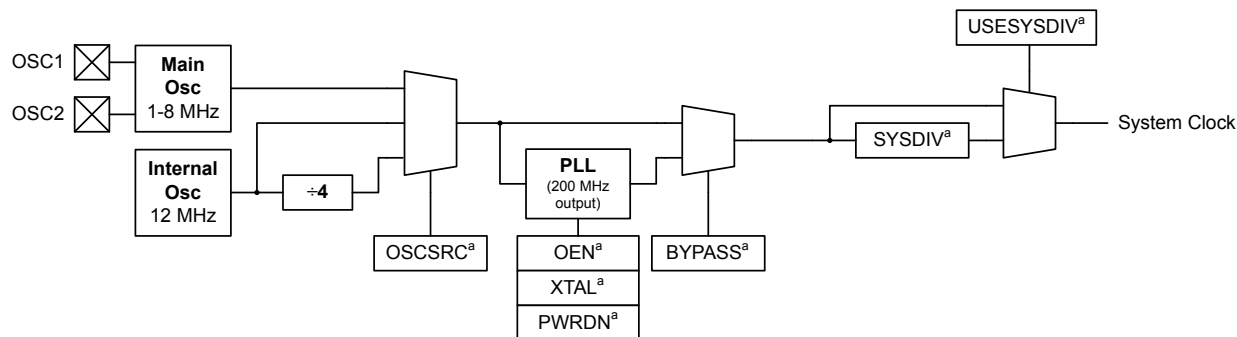 USESYSDIVᵃ
OSC1
Main
Osc
1-8 MHz
OSC2
System Clock
SYSDIVᵃ
PLL
(200 MHz
output)
Internal
Osc
12 MHz
÷4
OSCSRCᵃ
OENᵃ
BYPASSᵃ
XTALᵃ
PWRDNᵃ